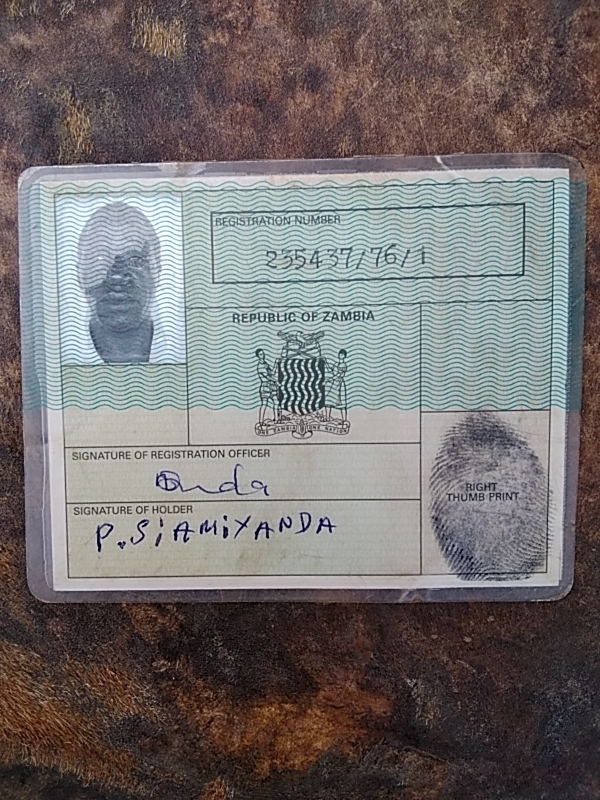 REGISTRATION NUMBER
235437/76/1
REPUBLIC OF ZAMBIA
ONE ZAMBIA ONE NATION
SIGNATURE OF REGISTRATION OFFICER
SIGNATURE OF HOLDER
P. SiAMiYANDA
RIGHT
THUMB PRINT